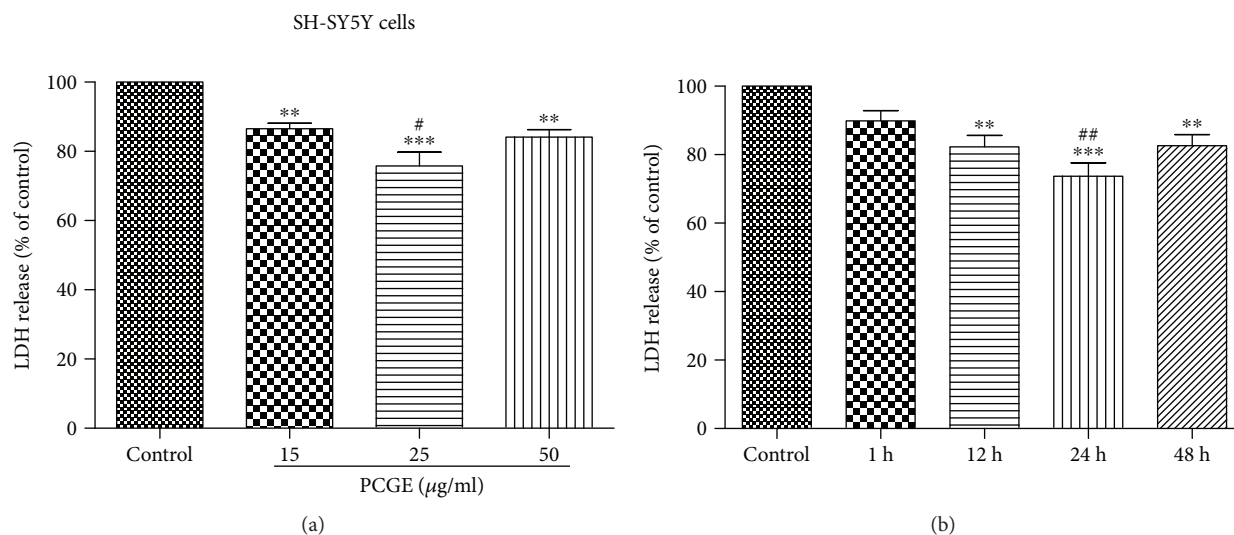 SH-SY5Y cells
LDH release (% of control)
100
80
60
40
20
0
**
#
***
**
Control
15
25
50
PCGE (µg/ml)
(a)
LDH release (% of control)
100
80
60
40
20
0
**
##
***
**
Control
1 h
12 h
24 h
48 h
(b)